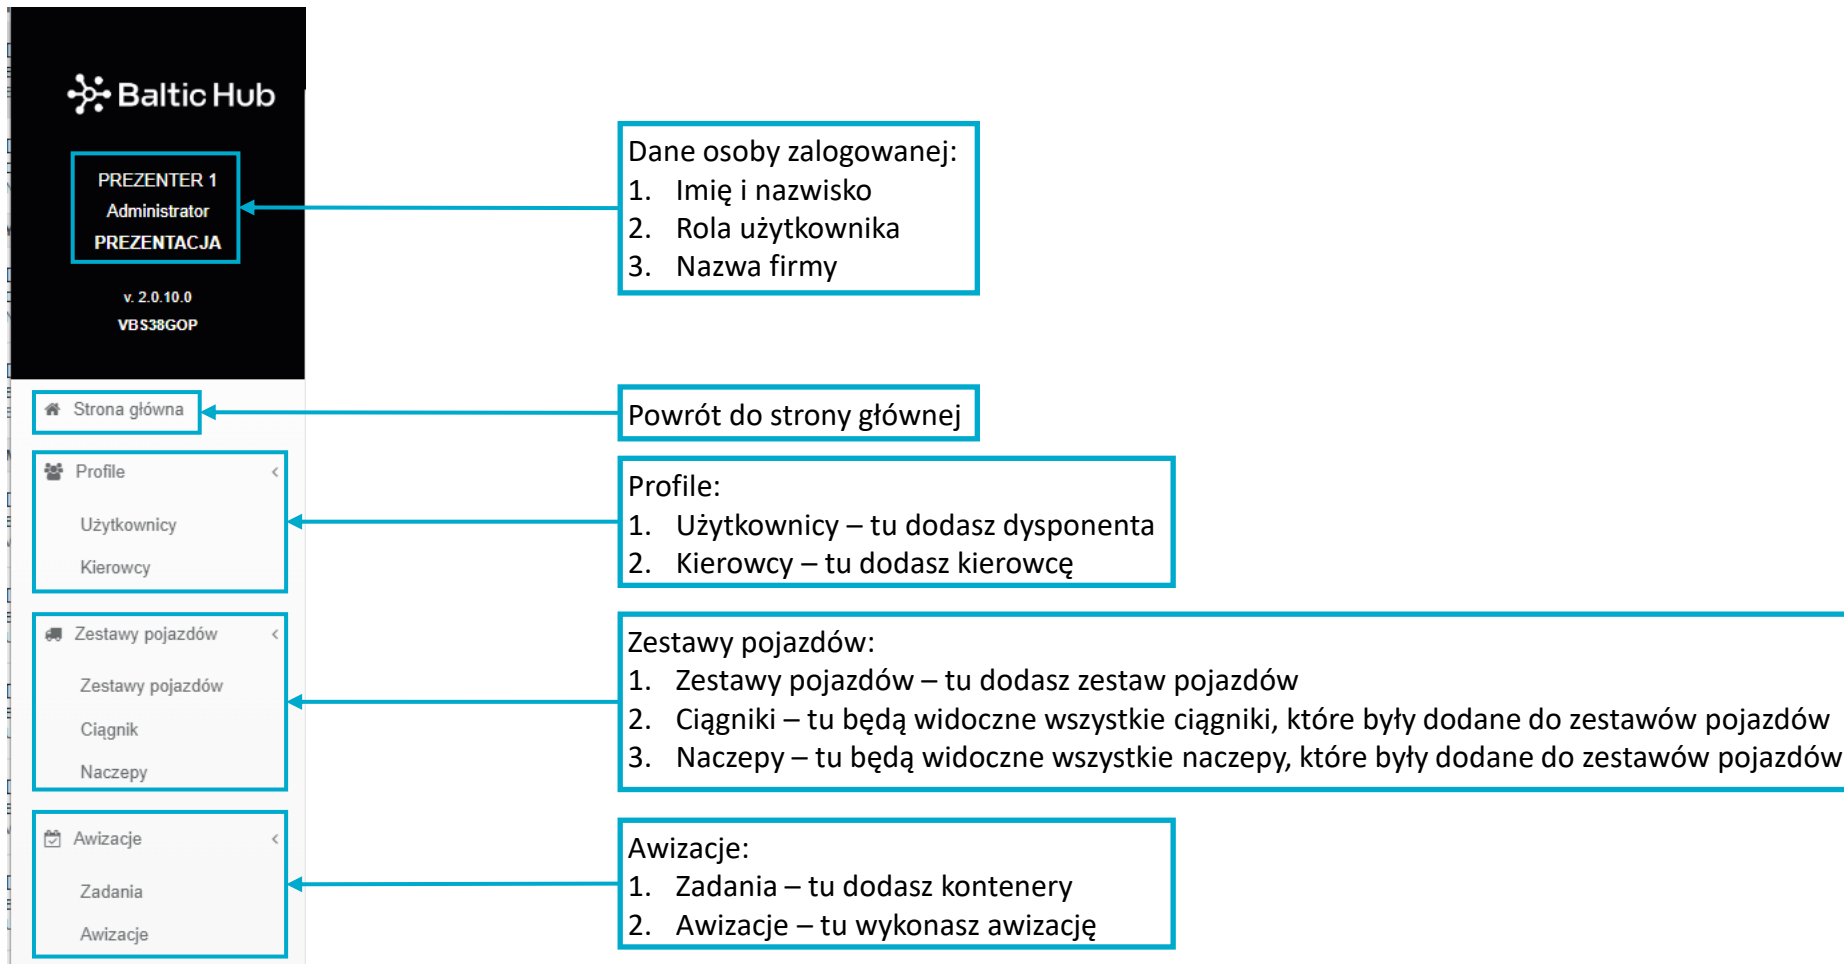 Baltic Hub
PREZENTER 1
Administrator
PREZENTACJA
v. 2.0.10.0
VBS38GOP
Dane osoby zalogowanej:
1. Imię i nazwisko
2. Rola użytkownika
3. Nazwa firmy
Strona główna
Powrót do strony głównej
Profile
Użytkownicy
Kierowcy
Profile:
1. Użytkownicy – tu dodasz dysponenta
2. Kierowcy – tu dodasz kierowcę
Zestawy pojazdów
Zestawy pojazdów
Ciągnik
Naczepy
Zestawy pojazdów:
1. Zestawy pojazdów – tu dodasz zestaw pojazdów
2. Ciągniki – tu będą widoczne wszystkie ciągniki, które były dodane do zestawów pojazdów
3. Naczepy – tu będą widoczne wszystkie naczepy, które były dodane do zestawów pojazdów
Awizacje
Zadania
Awizacje
Awizacje:
1. Zadania – tu dodasz kontenery
2. Awizacje – tu wykonasz awizację